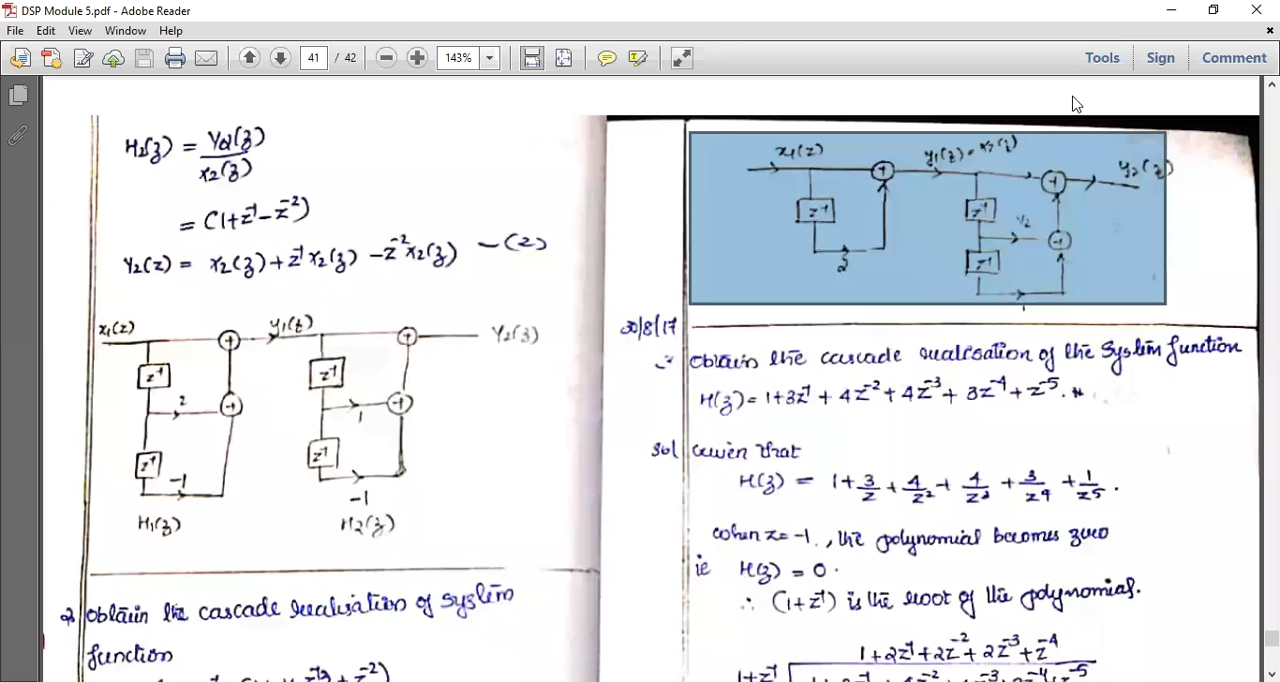 DSP Module 5.pdf - Adobe Reader
File Edit View Window Help
41 / 42 143% Tools Sign Comment
H2(z) = Y2(z)
x2(z)
= (1+z⁻¹-z⁻²)
Y2(z) = x2(z)+z⁻¹x2(z) -z⁻²x2(z) -(2)
x1(z) + y1(z) + Y2(z)
z⁻¹ z⁻¹
2 + 1 +
z⁻¹ z⁻¹
-1 -1
H1(z) H2(z)
2) Obtain the cascade realisation of system
function
x1(z) + y1(z) = x2(z) + Y2(z)
z⁻¹ z⁻¹ 1/2
2 z⁻¹
1
30/8/17
Obtain the cascade realisation of the System function
H(z) = 1+3z⁻¹ + 4z⁻² + 4z⁻³ + 3z⁻⁴ + z⁻⁵.
Sol Given that
H(z) = 1+3/z + 4/z² + 4/z³ + 3/z⁴ + 1/z⁵.
when z=-1, the polynomial becomes zero
ie H(z) = 0.
∴ (1+z⁻¹) is the root of the polynomial.
1+2z⁻¹+2z⁻²+2z⁻³+z⁻⁴
1+z⁻¹